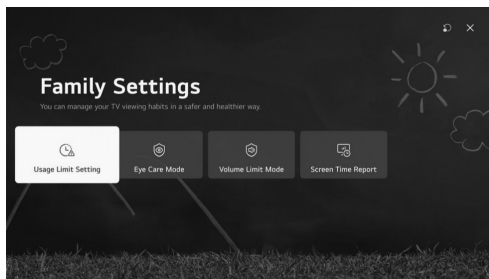 Family Settings
You can manage your TV viewing habits in a safer and healthier way.
Usage Limit Setting
Eye Care Mode
Volume Limit Mode
Screen Time Report